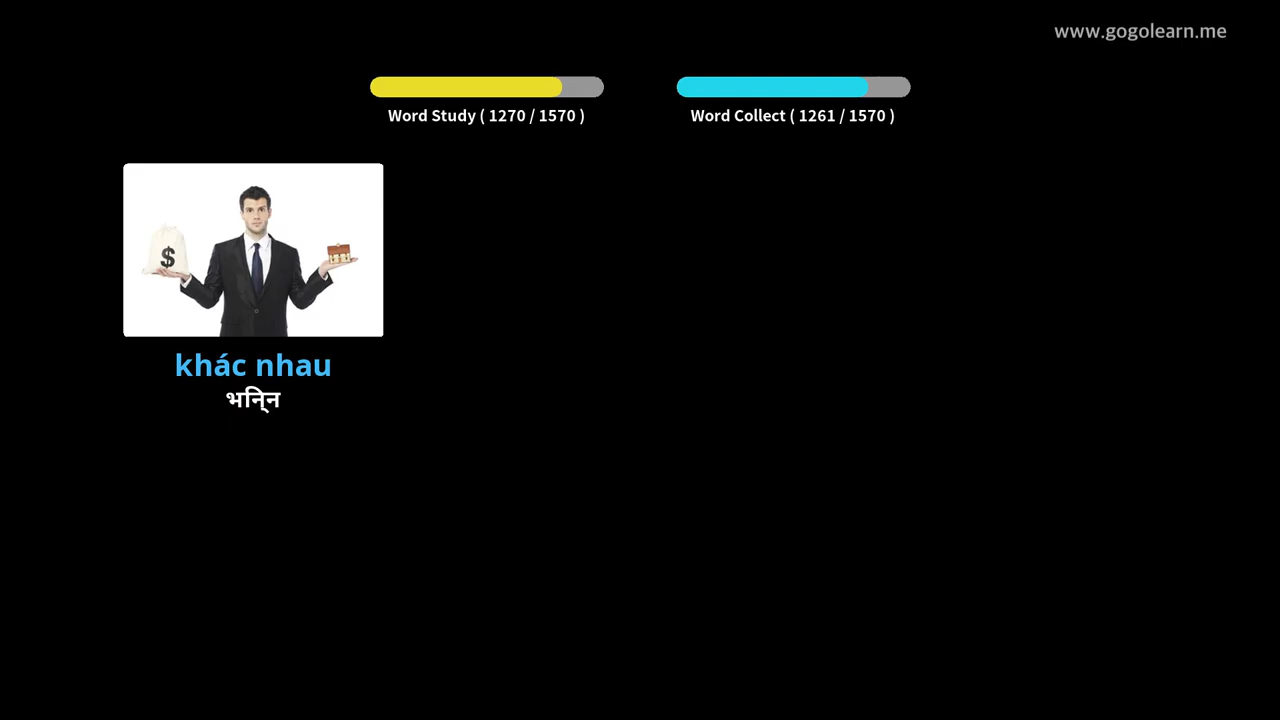 www.gogolearn.me
Word Study ( 1270 / 1570 )
Word Collect ( 1261 / 1570 )
$
khác nhau
भिन्न